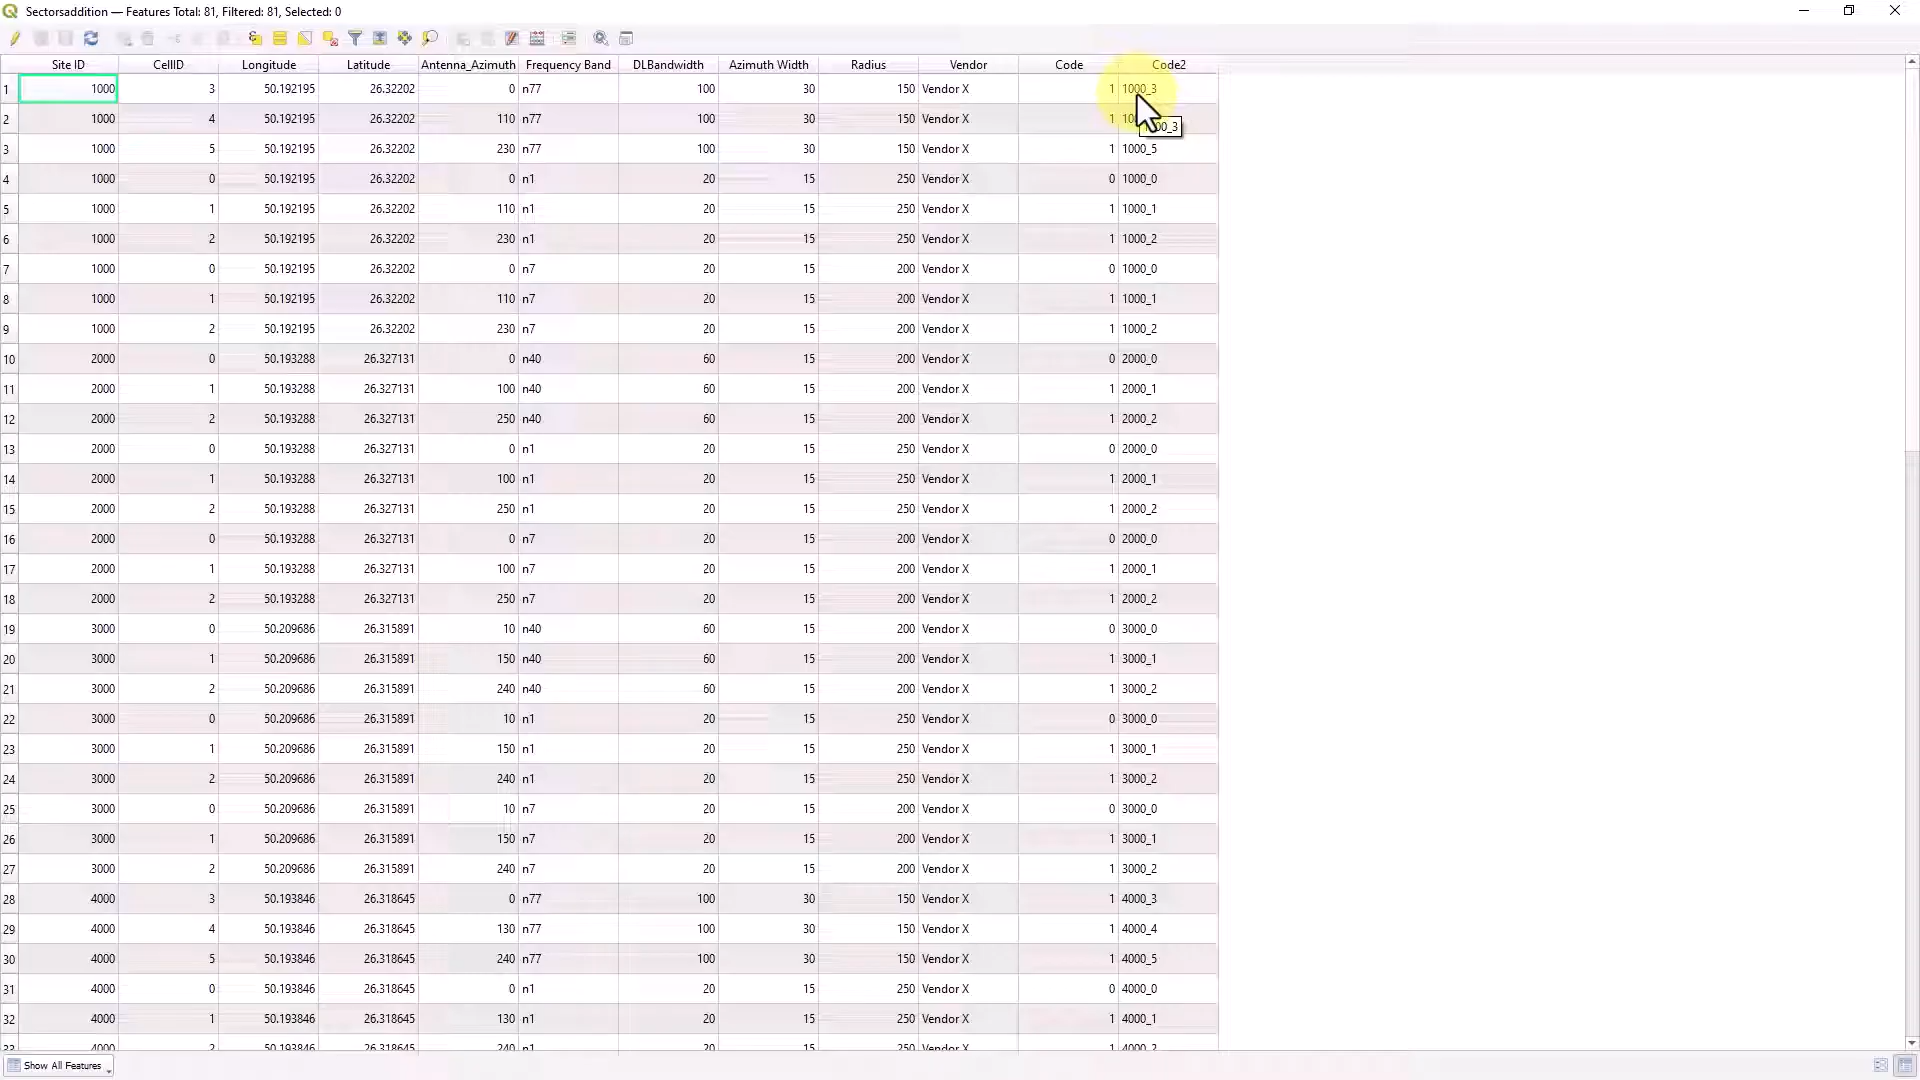 Sectorsaddition — Features Total: 81, Filtered: 81, Selected: 0
Site ID CellID Longitude Latitude Antenna_Azimuth Frequency Band DLBandwidth Azimuth Width Radius Vendor Code Code2
1 1000 3 50.192195 26.32202 0 n77 100 30 150 Vendor X 1 1000_3
2 1000 4 50.192195 26.32202 110 n77 100 30 150 Vendor X 1
3 1000 5 50.192195 26.32202 230 n77 100 30 150 Vendor X 1 1000_5
4 1000 0 50.192195 26.32202 0 n1 20 15 250 Vendor X 0 1000_0
5 1000 1 50.192195 26.32202 110 n1 20 15 250 Vendor X 1 1000_1
6 1000 2 50.192195 26.32202 230 n1 20 15 250 Vendor X 1 1000_2
7 1000 0 50.192195 26.32202 0 n7 20 15 200 Vendor X 0 1000_0
8 1000 1 50.192195 26.32202 110 n7 20 15 200 Vendor X 1 1000_1
9 1000 2 50.192195 26.32202 230 n7 20 15 200 Vendor X 1 1000_2
10 2000 0 50.193288 26.327131 0 n40 60 15 200 Vendor X 0 2000_0
11 2000 1 50.193288 26.327131 100 n40 60 15 200 Vendor X 1 2000_1
12 2000 2 50.193288 26.327131 250 n40 60 15 200 Vendor X 1 2000_2
13 2000 0 50.193288 26.327131 0 n1 20 15 250 Vendor X 0 2000_0
14 2000 1 50.193288 26.327131 100 n1 20 15 250 Vendor X 1 2000_1
15 2000 2 50.193288 26.327131 250 n1 20 15 250 Vendor X 1 2000_2
16 2000 0 50.193288 26.327131 0 n7 20 15 200 Vendor X 0 2000_0
17 2000 1 50.193288 26.327131 100 n7 20 15 200 Vendor X 1 2000_1
18 2000 2 50.193288 26.327131 250 n7 20 15 200 Vendor X 1 2000_2
19 3000 0 50.209686 26.315891 10 n40 60 15 200 Vendor X 0 3000_0
20 3000 1 50.209686 26.315891 150 n40 60 15 200 Vendor X 1 3000_1
21 3000 2 50.209686 26.315891 240 n40 60 15 200 Vendor X 1 3000_2
22 3000 0 50.209686 26.315891 10 n1 20 15 250 Vendor X 0 3000_0
23 3000 1 50.209686 26.315891 150 n1 20 15 250 Vendor X 1 3000_1
24 3000 2 50.209686 26.315891 240 n1 20 15 250 Vendor X 1 3000_2
25 3000 0 50.209686 26.315891 10 n7 20 15 200 Vendor X 0 3000_0
26 3000 1 50.209686 26.315891 150 n7 20 15 200 Vendor X 1 3000_1
27 3000 2 50.209686 26.315891 240 n7 20 15 200 Vendor X 1 3000_2
28 4000 3 50.193846 26.318645 0 n77 100 30 150 Vendor X 1 4000_3
29 4000 4 50.193846 26.318645 130 n77 100 30 150 Vendor X 1 4000_4
30 4000 5 50.193846 26.318645 240 n77 100 30 150 Vendor X 1 4000_5
31 4000 0 50.193846 26.318645 0 n1 20 15 250 Vendor X 0 4000_0
32 4000 1 50.193846 26.318645 130 n1 20 15 250 Vendor X 1 4000_1
33 4000 2 50.193846 26.318645 240 n1 20 15 250 Vendor X 1 4000_2
Show All Features